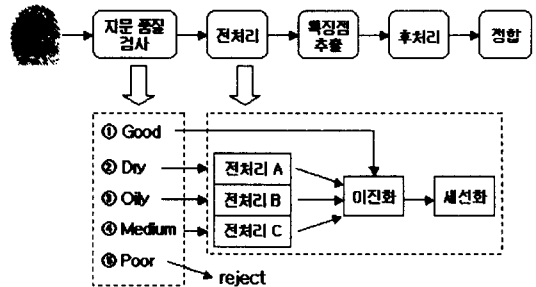 지문 품질
검사
전처리
특징점
추출
후처리
정합
① Good
② Dry
전처리 A
③ Oily
전처리 B
이진화
세선화
④ Medium
전처리 C
⑤ Poor
reject